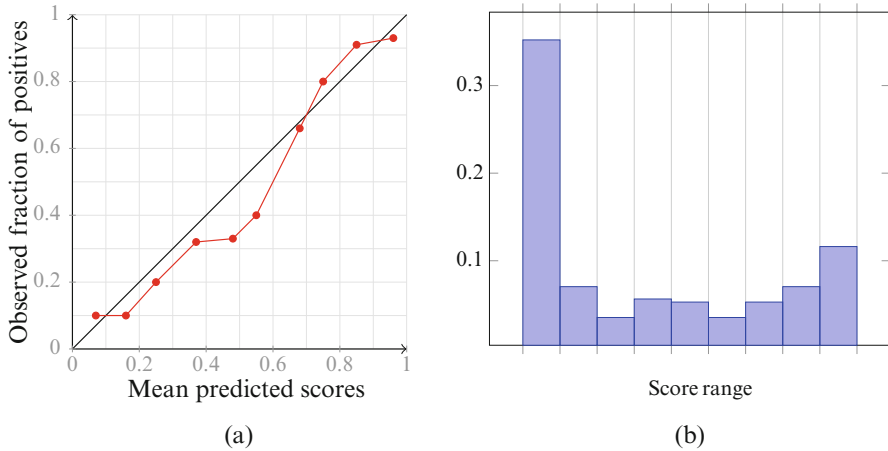 1
0.8
0.6
0.4
0.2
0
0 0.2 0.4 0.6 0.8 1
Observed fraction of positives
Mean predicted scores
(a)
0.3
0.2
0.1
Score range
(b)